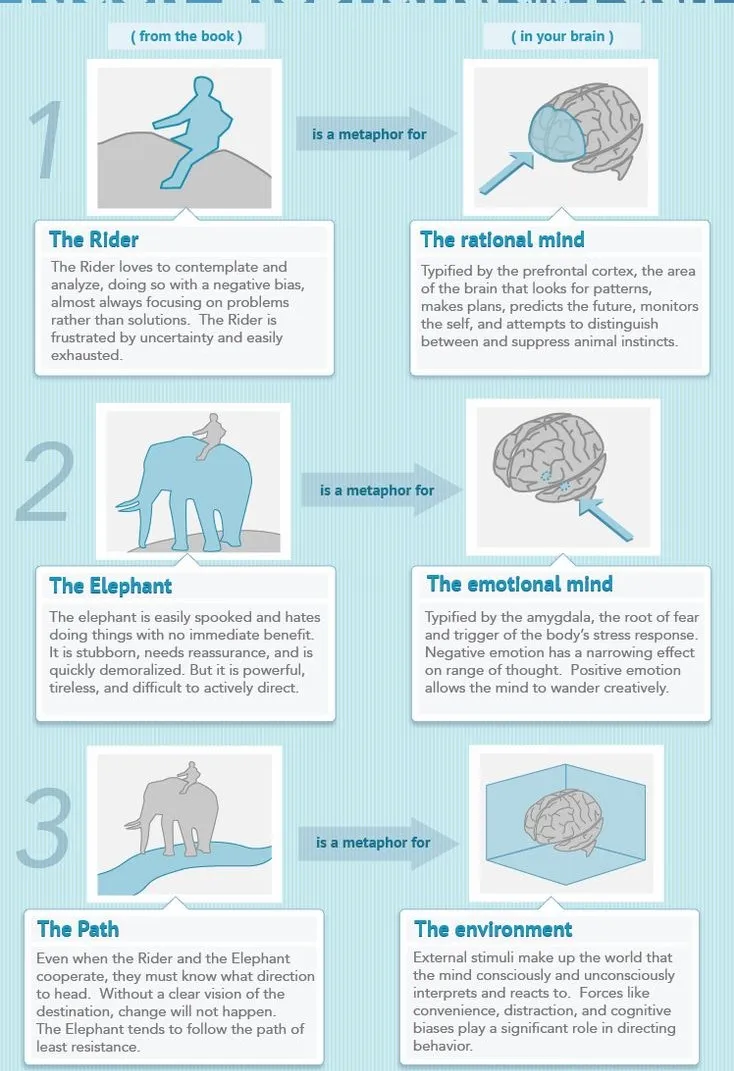 ( from the book )
( in your brain )
1
is a metaphor for
The Rider
The Rider loves to contemplate and
analyze, doing so with a negative bias,
almost always focusing on problems
rather than solutions.  The Rider is
frustrated by uncertainty and easily
exhausted.
The rational mind
Typified by the prefrontal cortex, the area
of the brain that looks for patterns,
makes plans, predicts the future, monitors
the self, and attempts to distinguish
between and suppress animal instincts.
2
is a metaphor for
The Elephant
The elephant is easily spooked and hates
doing things with no immediate benefit.
It is stubborn, needs reassurance, and is
quickly demoralized. But it is powerful,
tireless, and difficult to actively direct.
The emotional mind
Typified by the amygdala, the root of fear
and trigger of the body's stress response.
Negative emotion has a narrowing effect
on range of thought.  Positive emotion
allows the mind to wander creatively.
3
is a metaphor for
The Path
Even when the Rider and the Elephant
cooperate, they must know what direction
to head.  Without a clear vision of the
destination, change will not happen.
The Elephant tends to follow the path of
least resistance.
The environment
External stimuli make up the world that
the mind consciously and unconsciously
interprets and reacts to.  Forces like
convenience, distraction, and cognitive
biases play a significant role in directing
behavior.